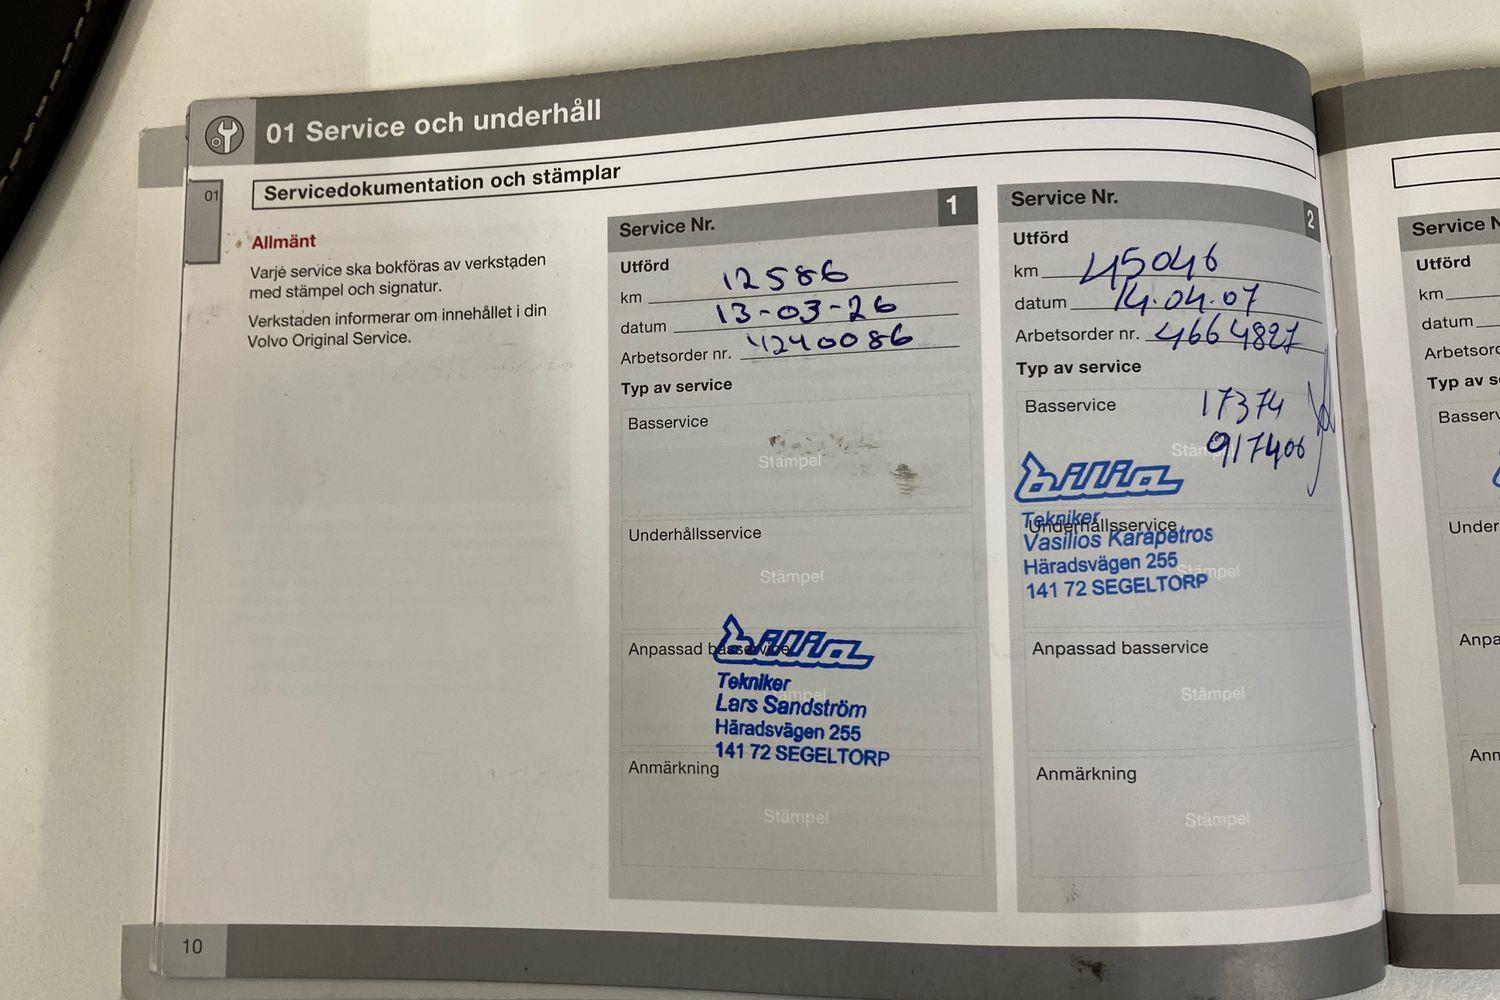 01 Service och underhåll
01
Servicedokumentation och stämplar
Allmänt
Varje service ska bokföras av verkstaden
med stämpel och signatur.
Verkstaden informerar om innehållet i din
Volvo Original Service.
Service Nr. 1
Utförd
km 12586
datum 13-03-26
Arbetsorder nr. 4240086
Typ av service
Basservice
Stämpel
Underhållsservice
Stämpel
Anpassad basservice
bilia
Tekniker
Stämpel
Lars Sandström
Häradsvägen 255
141 72 SEGELTORP
Anmärkning
Stämpel
Service Nr. 2
Utförd
km 45046
datum 14.04.07
Arbetsorder nr. 4664827
Typ av service
Basservice
17374
Stämpel
917406
bilia
Tekniker
Underhållsservice
Vasilios Karapetros
Häradsvägen 255
Stämpel
141 72 SEGELTORP
Anpassad basservice
Stämpel
Anmärkning
Stämpel
10
Service N
Utförd
km
datum
Arbetsord
Typ av s
Basserv
Under
Anpa
Anm